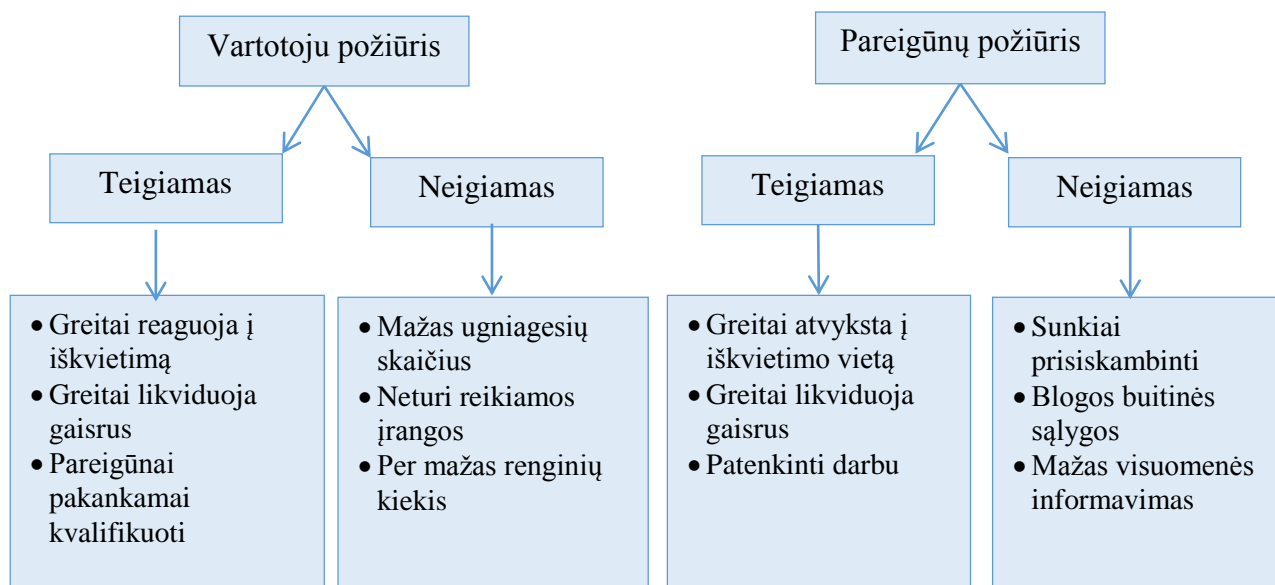 Vartotoju požiūris
Pareigūnų požiūris
Teigiamas
Neigiamas
Teigiamas
Neigiamas
• Greitai reaguoja į
iškvietimą
• Greitai likviduoja
gaisrus
• Pareigūnai
pakankamai
kvalifikuoti
• Mažas ugniagesių
skaičius
• Neturi reikiamos
įrangos
• Per mažas renginių
kiekis
• Greitai atvyksta į
iškvietimo vietą
• Greitai likviduoja
gaisrus
• Patenkinti darbu
• Sunkiai
prisiskambinti
• Blogos buitinės
sąlygos
• Mažas visuomenės
informavimas